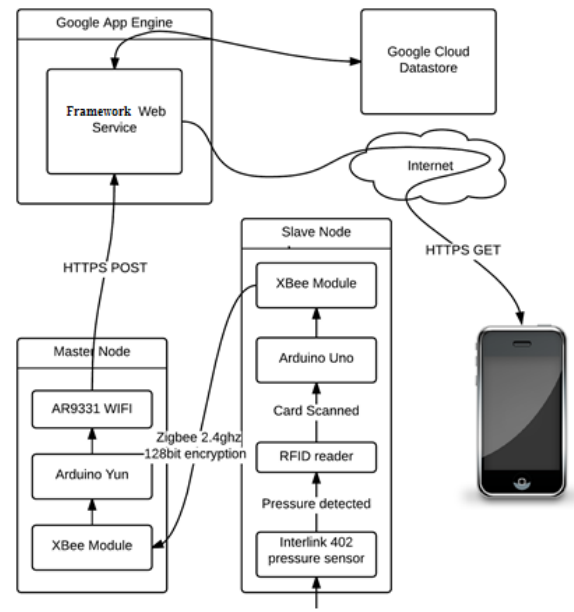 Google App Engine
Framework Web
Service
Google Cloud
Datastore
Internet
HTTPS POST
HTTPS GET
Slave Node
XBee Module
Arduino Uno
Card Scanned
RFID reader
Pressure detected
Interlink 402
pressure sensor
Zigbee 2.4ghz
128bit encryption
Master Node
AR9331 WIFI
Arduino Yun
XBee Module